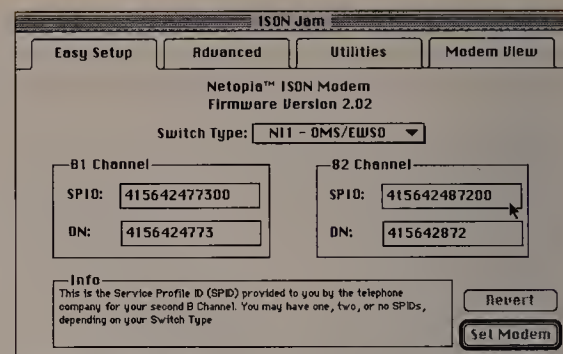 ISDN Jam
Easy Setup
Advanced
Utilities
Modem View
Netopia™ ISDN Modem
Firmware Version 2.02
Switch Type: NI1 - DMS/EWSD
B1 Channel
SPID: 415642477300
DN: 4156424773
B2 Channel
SPID: 415642487200
DN: 415642872
Info
This is the Service Profile ID (SPID) provided to you by the telephone
company for your second B Channel. You may have one, two, or no SPIDs,
depending on your Switch Type
Revert
Set Modem